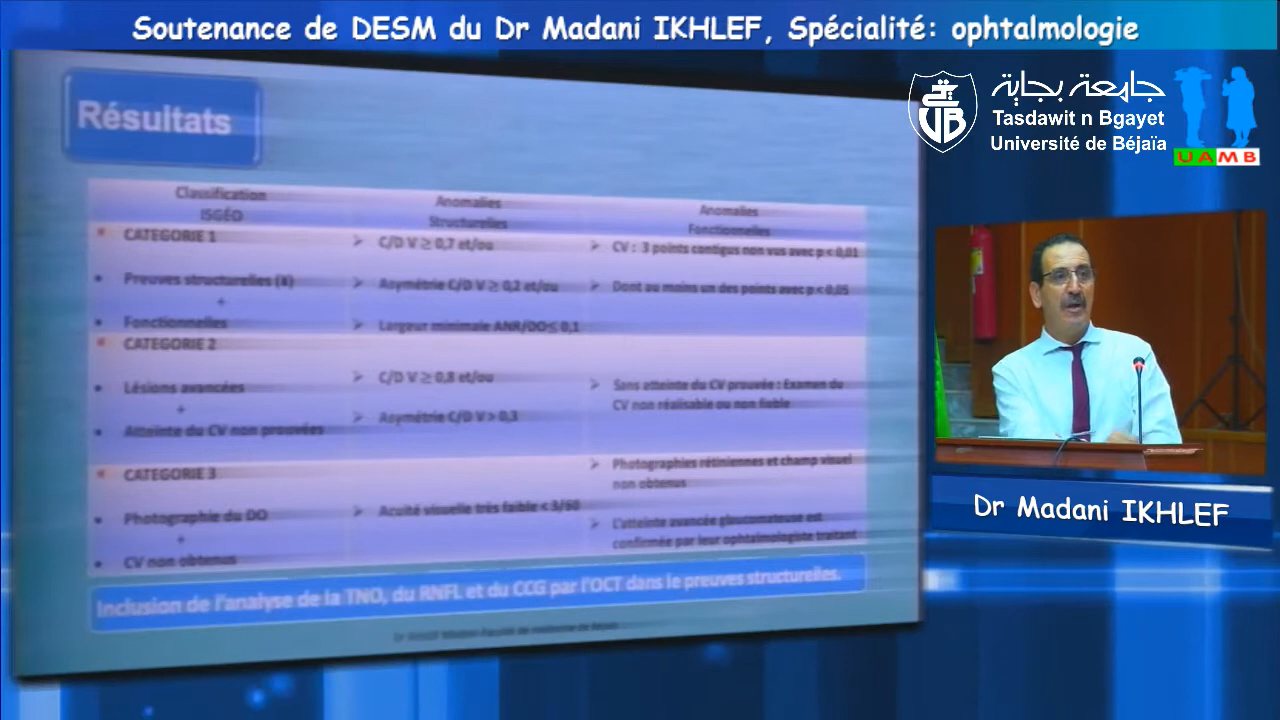 Soutenance de DESM du Dr Madani IKHLEF, Spécialité: ophtalmologie
جامعة بجاية
Tasdawit n Bgayet
Université de Béjaïa
UAMB
Résultats
Classification
ISGÉO
Anomalies
Structurelles
Anomalies
Fonctionnelles
CATEGORIE 1
C/D V ≥ 0,7 et/ou
CV : 3 points contigus non vus avec p < 0,01
Preuves structurelles
Asymétrie C/D V ≥ 0,2 et/ou
Dont au moins un des points avec p < 0,05
+
Fonctionnelles
Largeur minimale ANR/DO ≤ 0,1
CATEGORIE 2
Lésions avancées
C/D V ≥ 0,8 et/ou
Sans atteinte du CV prouvée : Examen du
CV non réalisable ou non fiable
+
Atteinte du CV non prouvées
Asymétrie C/D V > 0,3
CATEGORIE 3
Photographies rétiniennes et champ visuel
non obtenus
Photographie du DO
Acuité visuelle très faible < 3/60
L'atteinte avancée glaucomateuse est
confirmée par leur ophtalmologiste traitant
+
CV non obtenus
Inclusion de l'analyse de la TNO, du RNFL et du CCG par l'OCT dans le preuves structurelles.
Dr Madani IKHLEF